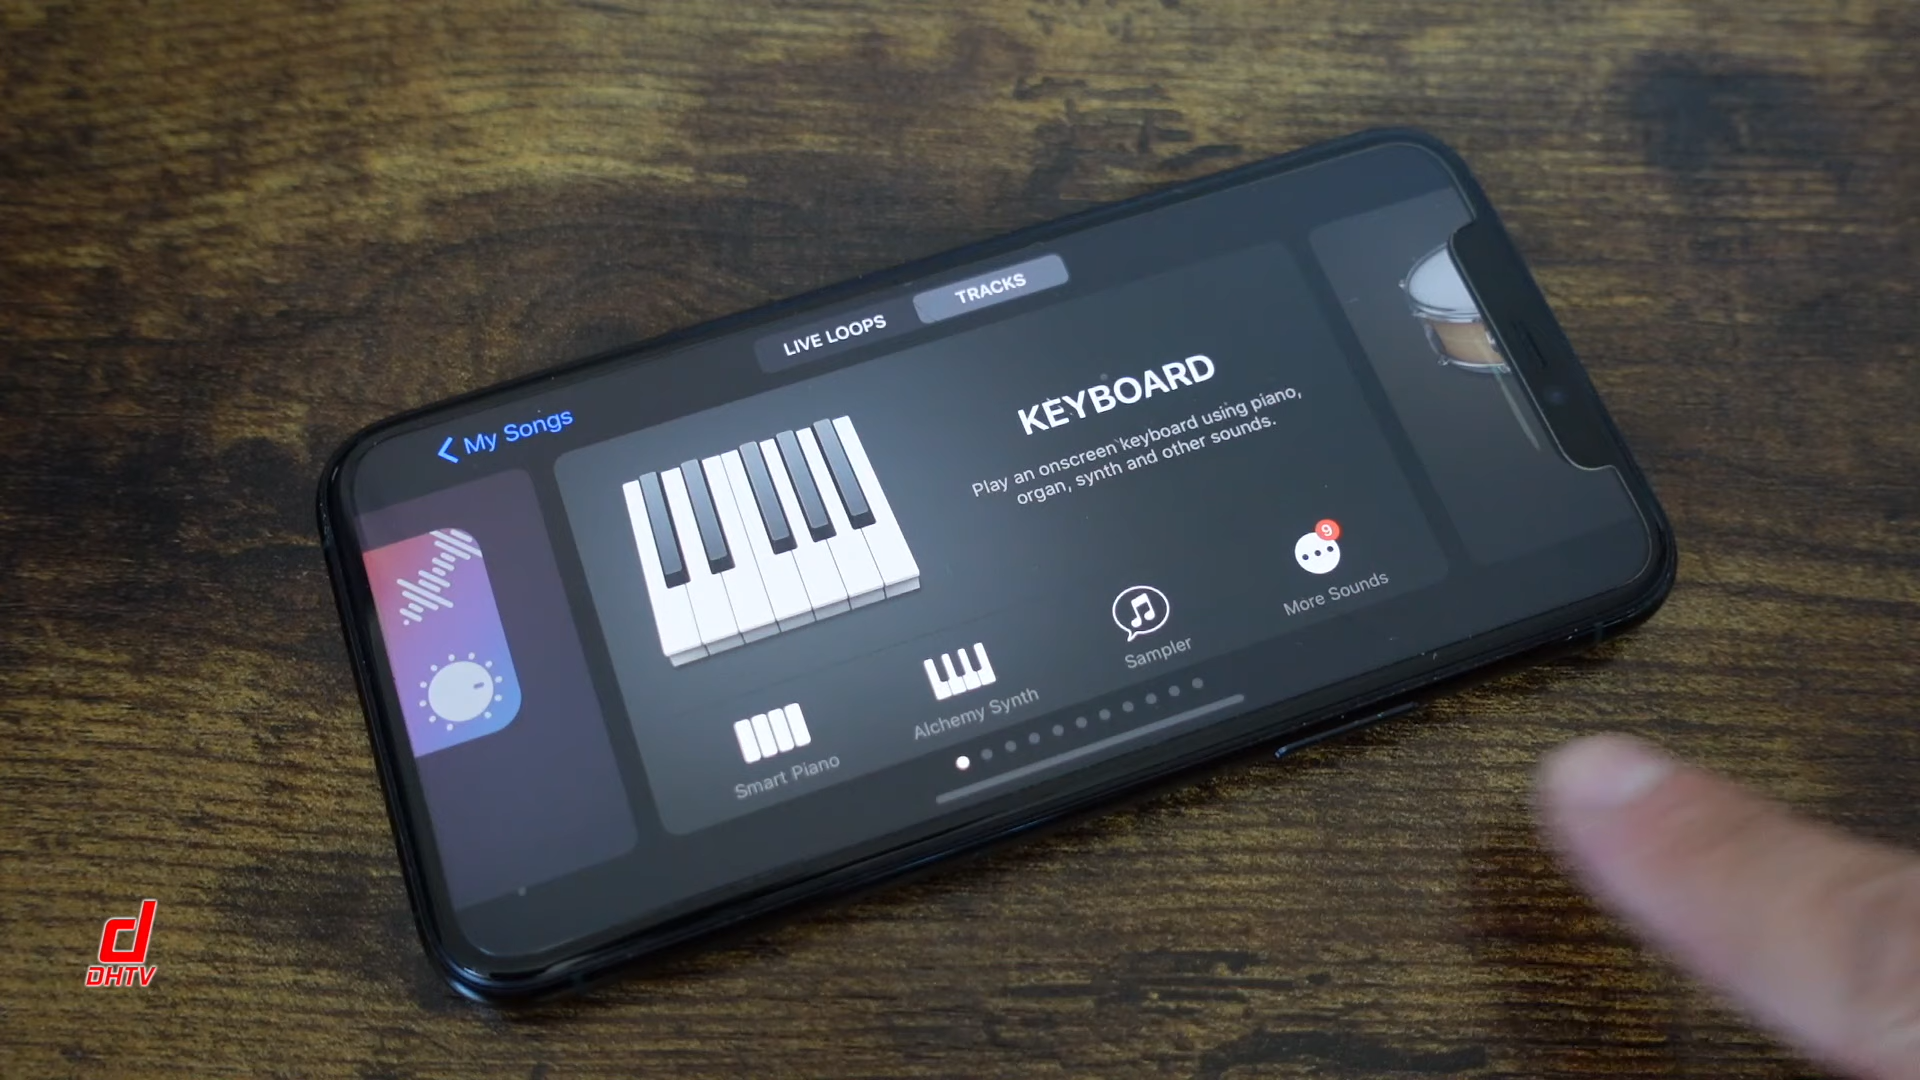 LIVE LOOPS
TRACKS
My Songs
KEYBOARD
Play an onscreen keyboard using piano,
organ, synth and other sounds.
9
More Sounds
Sampler
Alchemy Synth
Smart Piano
d
DHTV